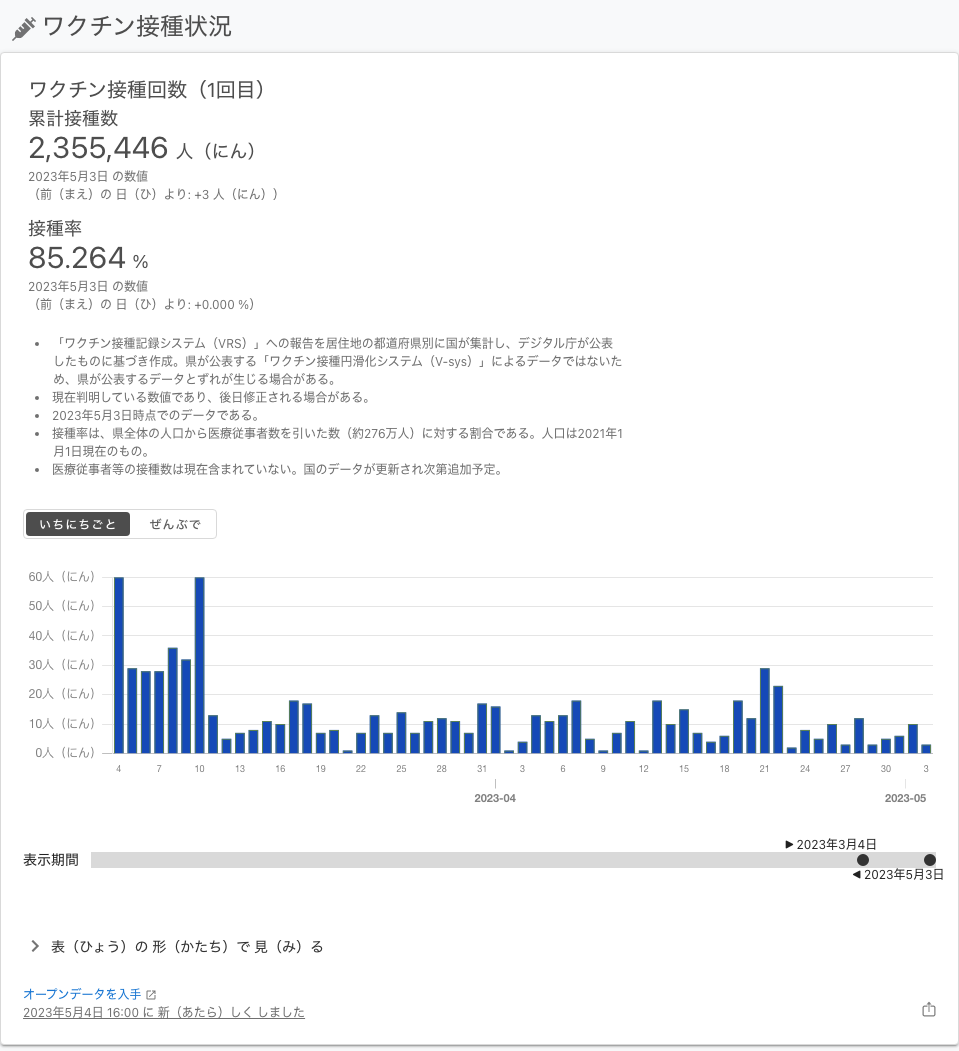 ワクチン接種状況
ワクチン接種回数（1回目）
累計接種数
2,355,446 人（にん）
2023年5月3日 の数値
（前（まえ）の 日（ひ）より: +3 人（にん））
接種率
85.264 %
2023年5月3日 の数値
（前（まえ）の 日（ひ）より: +0.000 %）
• 「ワクチン接種記録システム（VRS）」への報告を居住地の都道府県別に国が集計し、デジタル庁が公表
したものに基づき作成。県が公表する「ワクチン接種円滑化システム（V-sys）」によるデータではないた
め、県が公表するデータとずれが生じる場合がある。
• 現在判明している数値であり、後日修正される場合がある。
• 2023年5月3日時点でのデータである。
• 接種率は、県全体の人口から医療従事者数を引いた数（約276万人）に対する割合である。人口は2021年1
月1日現在のもの。
• 医療従事者等の接種数は現在含まれていない。国のデータが更新され次第追加予定。
いちにちごと ぜんぶで
60人（にん）
50人（にん）
40人（にん）
30人（にん）
20人（にん）
10人（にん）
0人（にん）
4 7 10 13 16 19 22 25 28 31 3 6 9 12 15 18 21 24 27 30 3
2023-04 2023-05
▶ 2023年3月4日
表示期間
◀ 2023年5月3日
表（ひょう）の 形（かたち）で 見（み）る
オープンデータを入手
2023年5月4日 16:00 に 新（あたら）しく しました